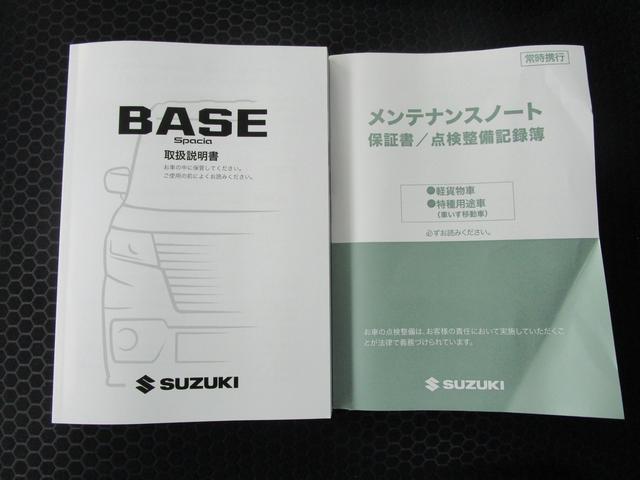 BASE
Spacia
取扱説明書
お車の中に保管してください。
ご使用の前によくお読みください。
SUZUKI
常時携行
メンテナンスノート
保証書/点検整備記録簿
●軽貨物車
●特種用途車
(車いす移動車)
必ずお読みください。
お車の点検整備は、お客様の責任において実施していただくこ
とが法律で義務づけられています。
SUZUKI